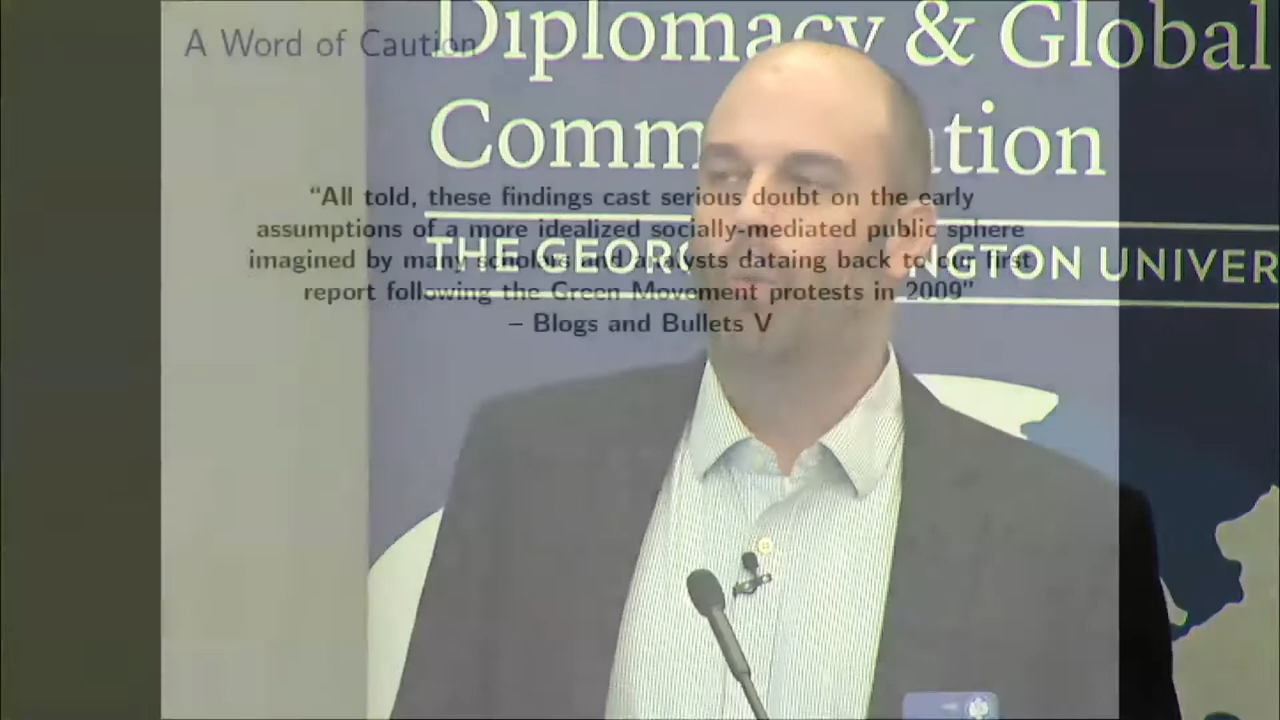 A Word of Caution
Diplomacy & Global
Comm ation
"All told, these findings cast serious doubt on the early
assumptions of a more idealized socially-mediated public sphere
imagined by many scholars and analysts dataing back to our first
report following the Green Movement protests in 2009"
– Blogs and Bullets V
THE GEORG NGTON UNIVER